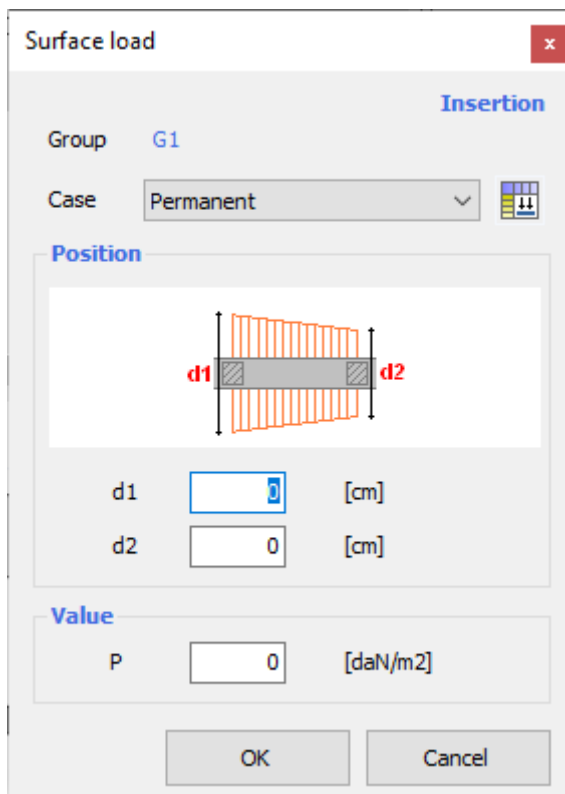 Surface load
x
Insertion
Group G1
Case Permanent
Position
d1 d2
d1 0 [cm]
d2 0 [cm]
Value
P 0 [daN/m2]
OK Cancel